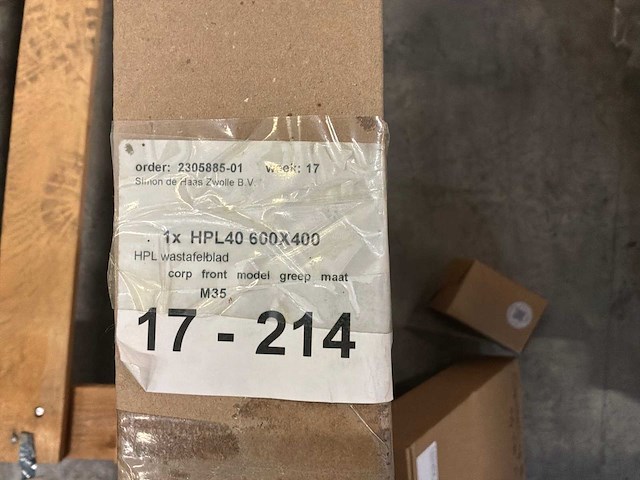 order: 2305885-01 week: 17
Simon de Haas Zwolle B.V.
1x HPL40 600X400
HPL wastafelblad
corp front model greep maat
M35
17 - 214